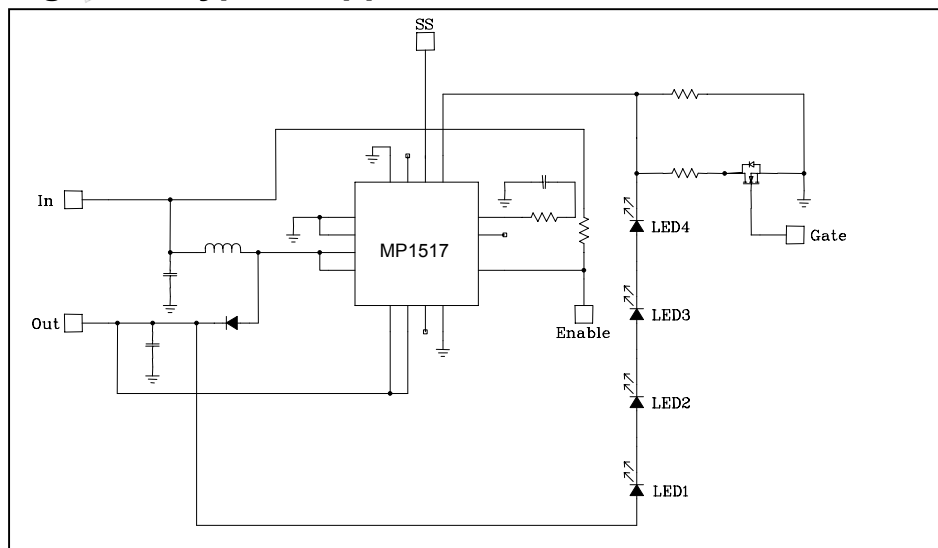 SS
In
MP1517
LED4
Gate
Out
Enable
LED3
LED2
LED1